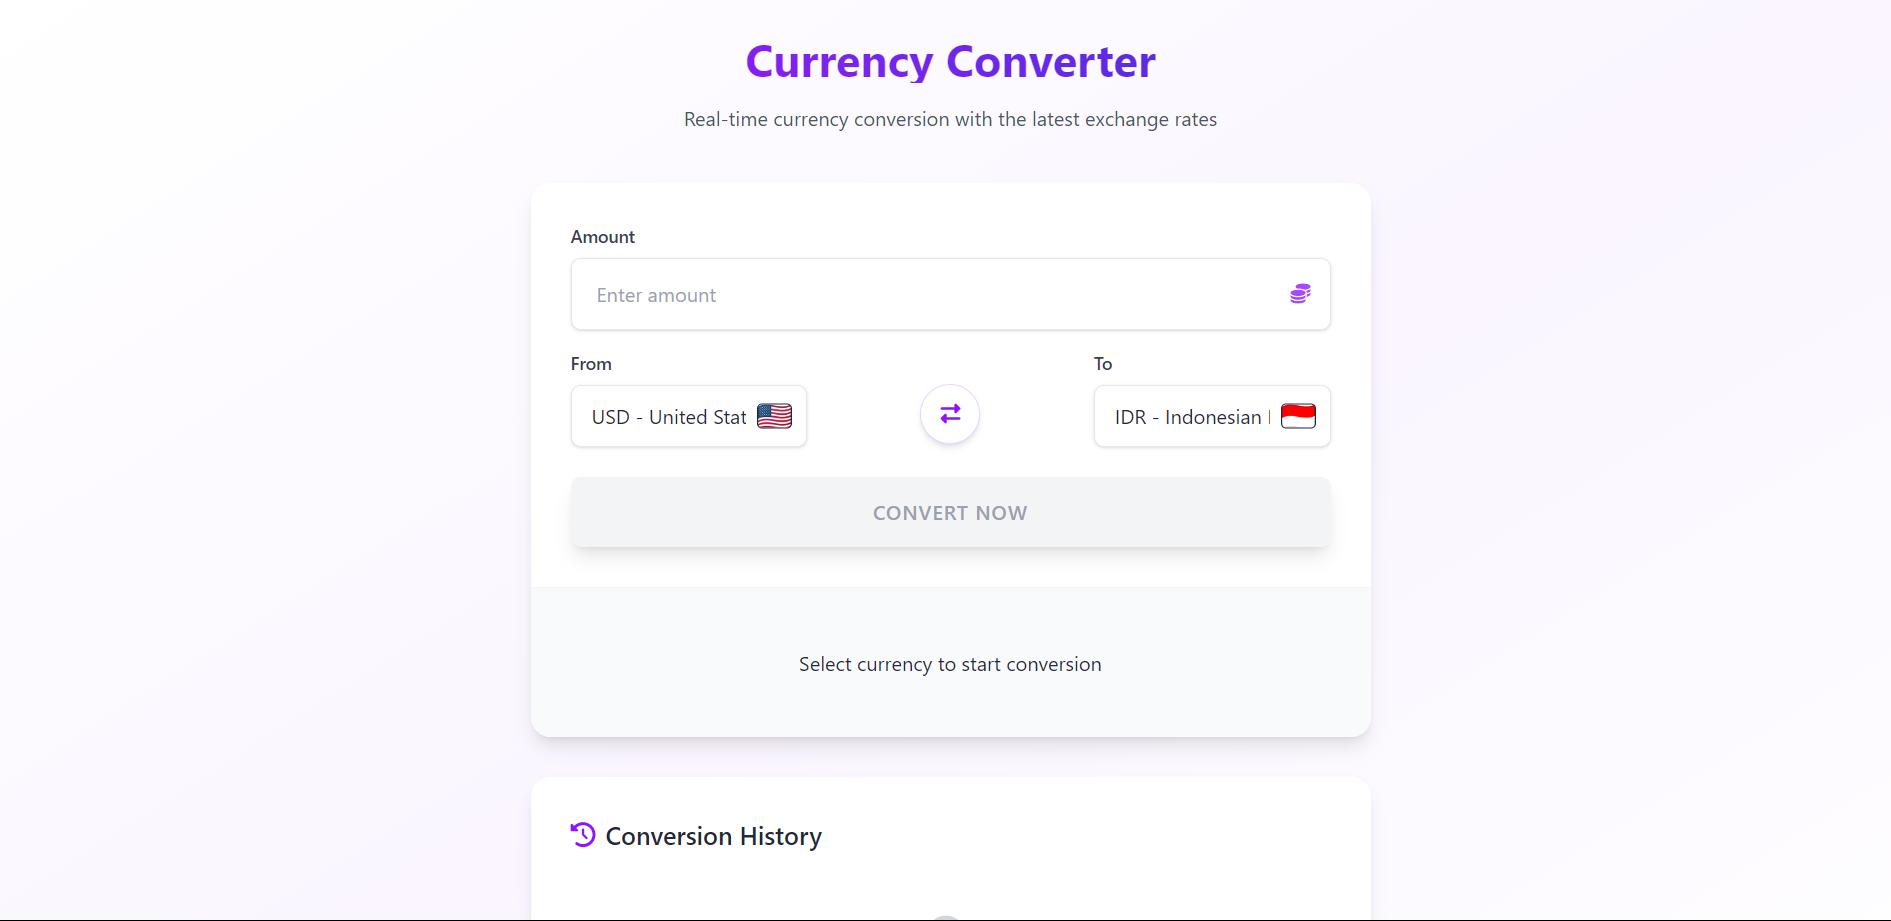 Currency Converter
Real-time currency conversion with the latest exchange rates
Amount
Enter amount
From
To
USD - United Stat
IDR - Indonesian
CONVERT NOW
Select currency to start conversion
Conversion History